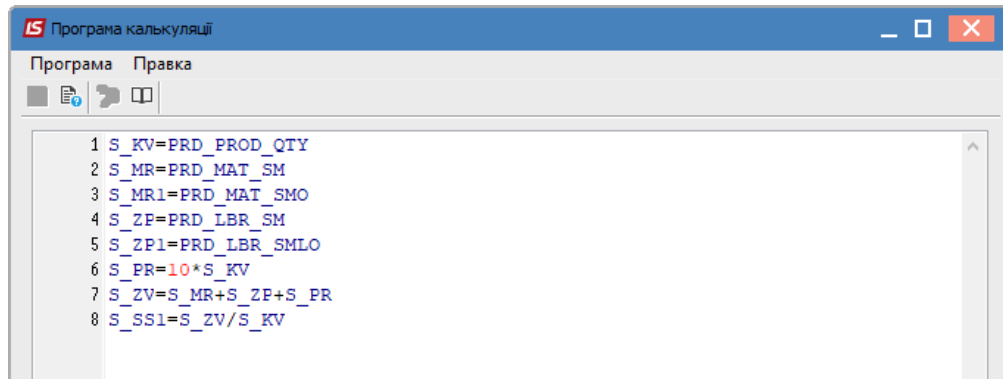 IS Програма калькуляції
Програма Правка
1 S_KV=PRD_PROD_QTY
2 S_MR=PRD_MAT_SM
3 S_MR1=PRD_MAT_SMO
4 S_ZP=PRD_LBR_SM
5 S_ZP1=PRD_LBR_SMLO
6 S_PR=10*S_KV
7 S_ZV=S_MR+S_ZP+S_PR
8 S_SS1=S_ZV/S_KV